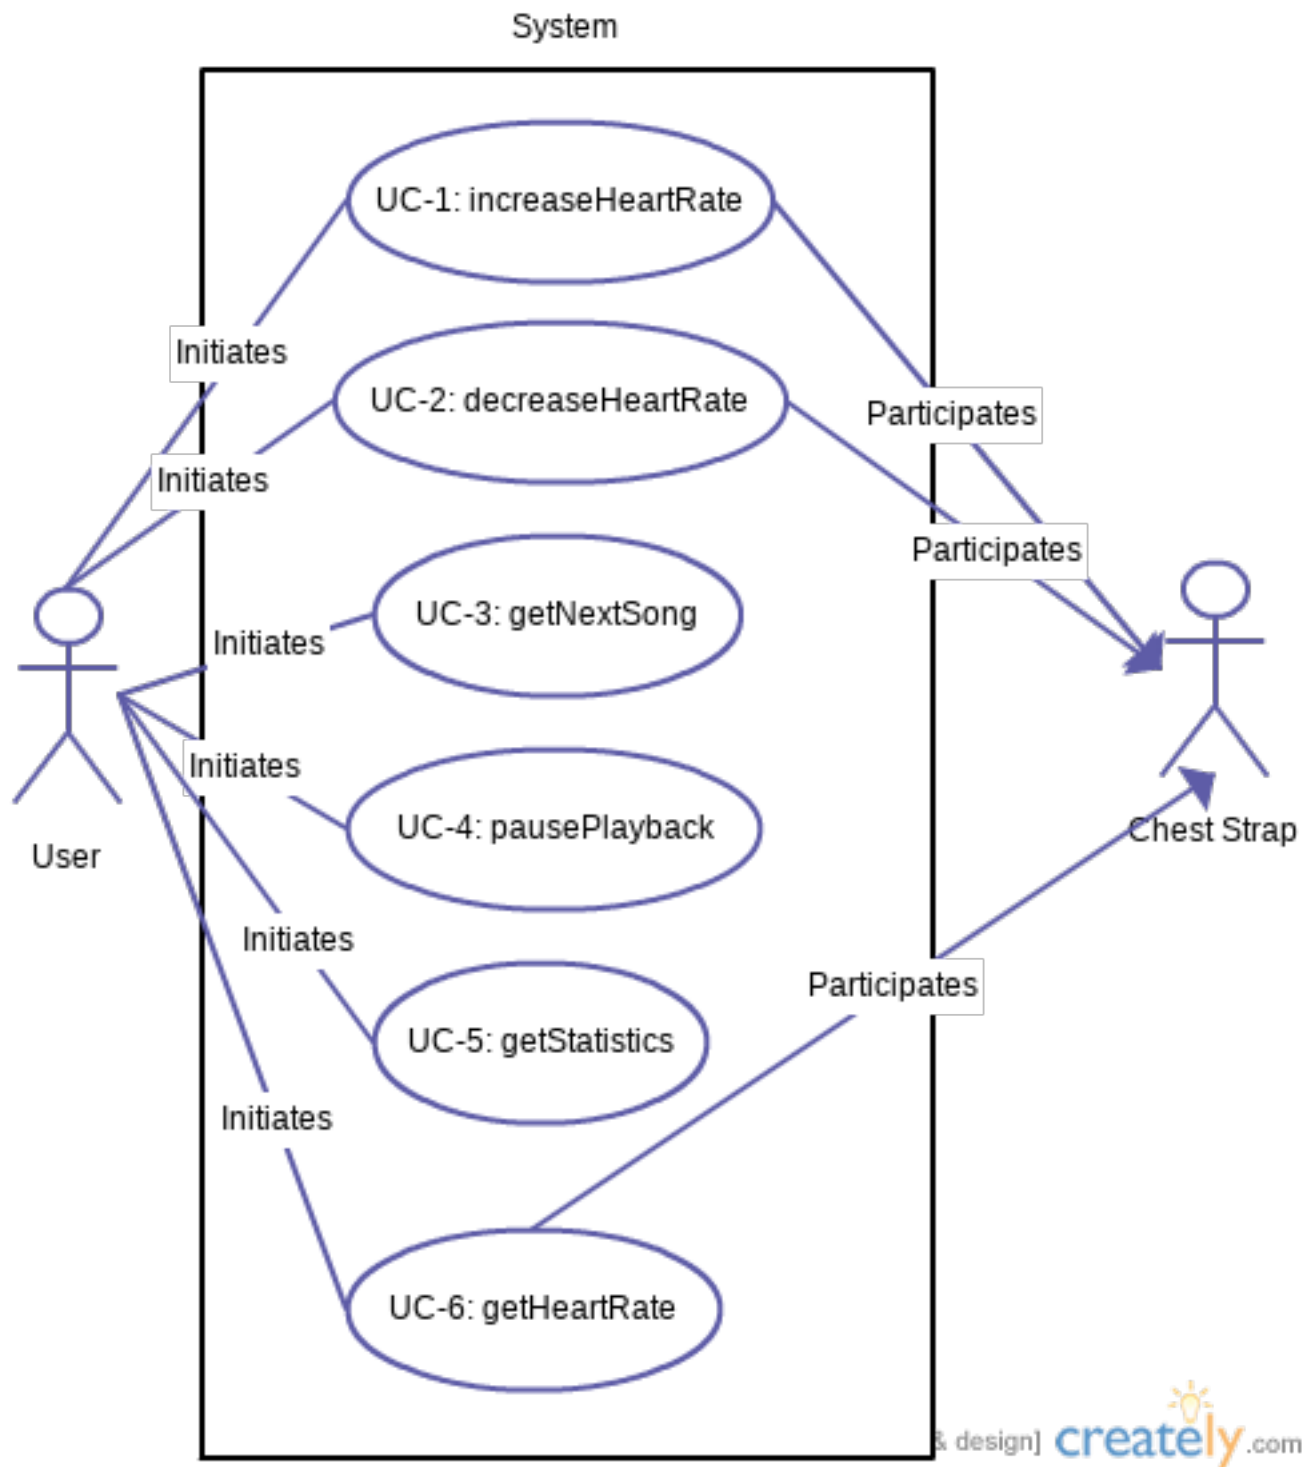 System
UC-1: increaseHeartRate
Initiates
UC-2: decreaseHeartRate
Participates
Initiates
Participates
UC-3: getNextSong
Initiates
Initiates
UC-4: pausePlayback
Chest Strap
User
Initiates
Participates
UC-5: getStatistics
Initiates
UC-6: getHeartRate
& design] creately.com